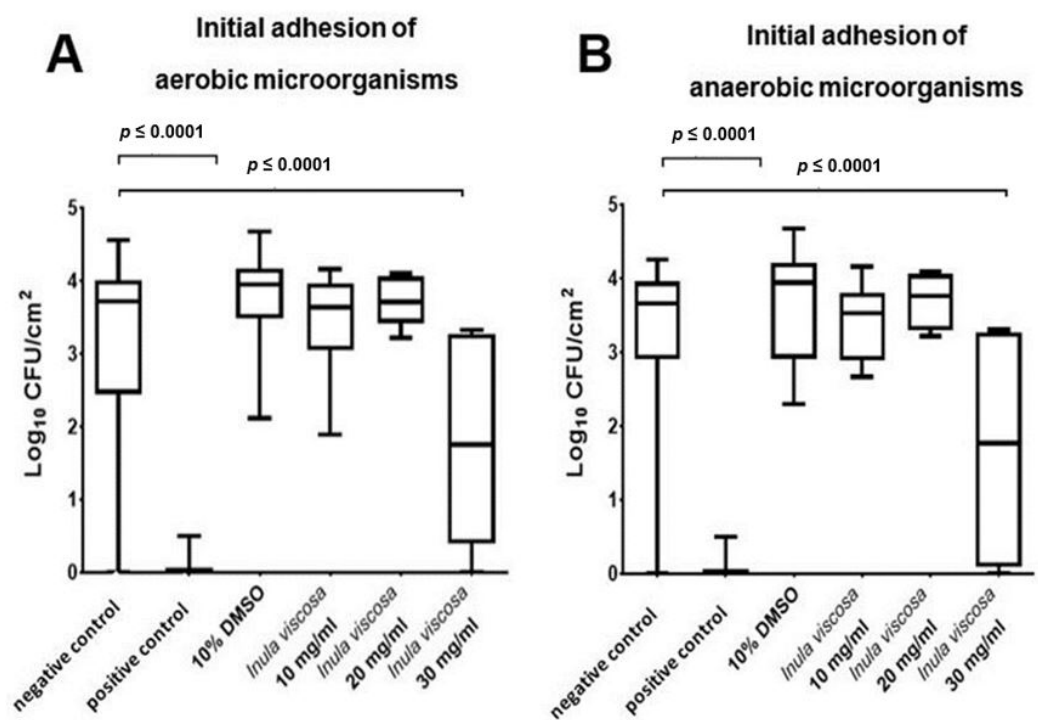 A
Initial adhesion of
aerobic microorganisms
p ≤ 0.0001
p ≤ 0.0001
Log10 CFU/cm2
5
4
3
2
1
0
negative control
positive control
10% DMSO
Inula viscosa
10 mg/ml
Inula viscosa
20 mg/ml
Inula viscosa
30 mg/ml
B
Initial adhesion of
anaerobic microorganisms
p ≤ 0.0001
p ≤ 0.0001
Log10 CFU/cm2
5
4
3
2
1
0
negative control
positive control
10% DMSO
Inula viscosa
10 mg/ml
Inula viscosa
20 mg/ml
Inula viscosa
30 mg/ml